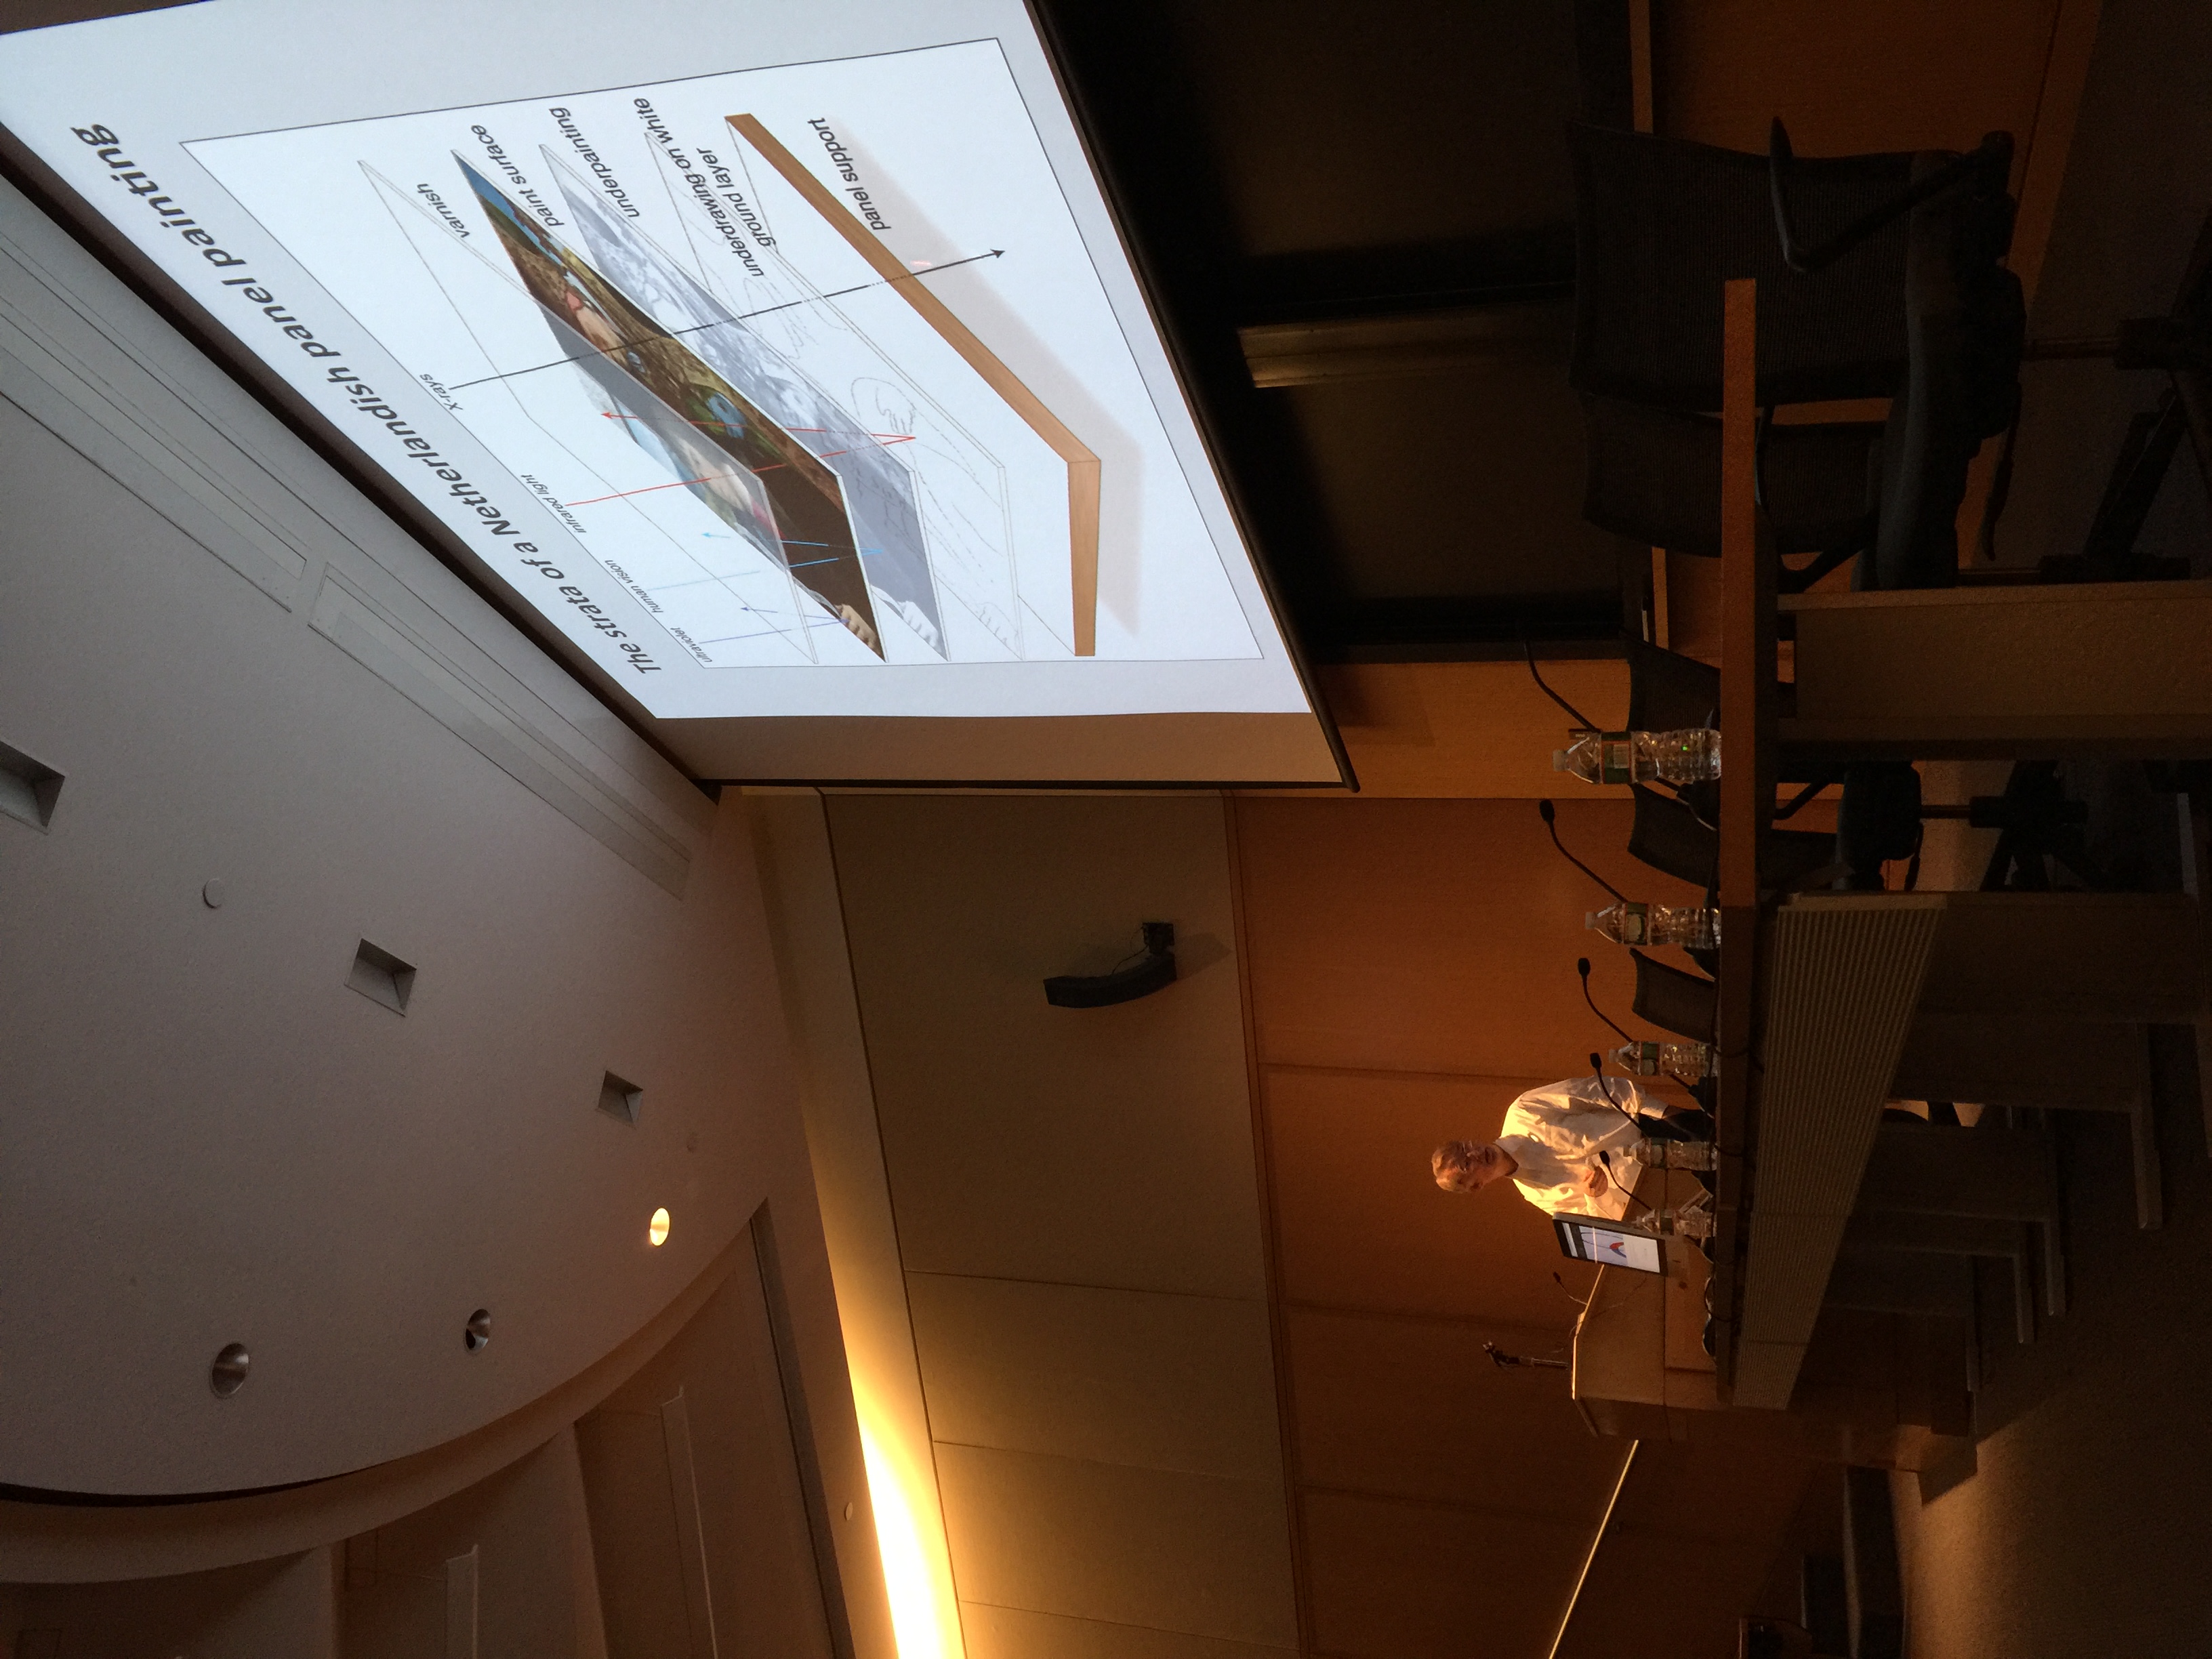 The strata of a Netherlandish panel painting
ultraviolet
human vision
infrared light
X-rays
varnish
paint surface
underpainting
underdrawing on white
ground layer
panel support